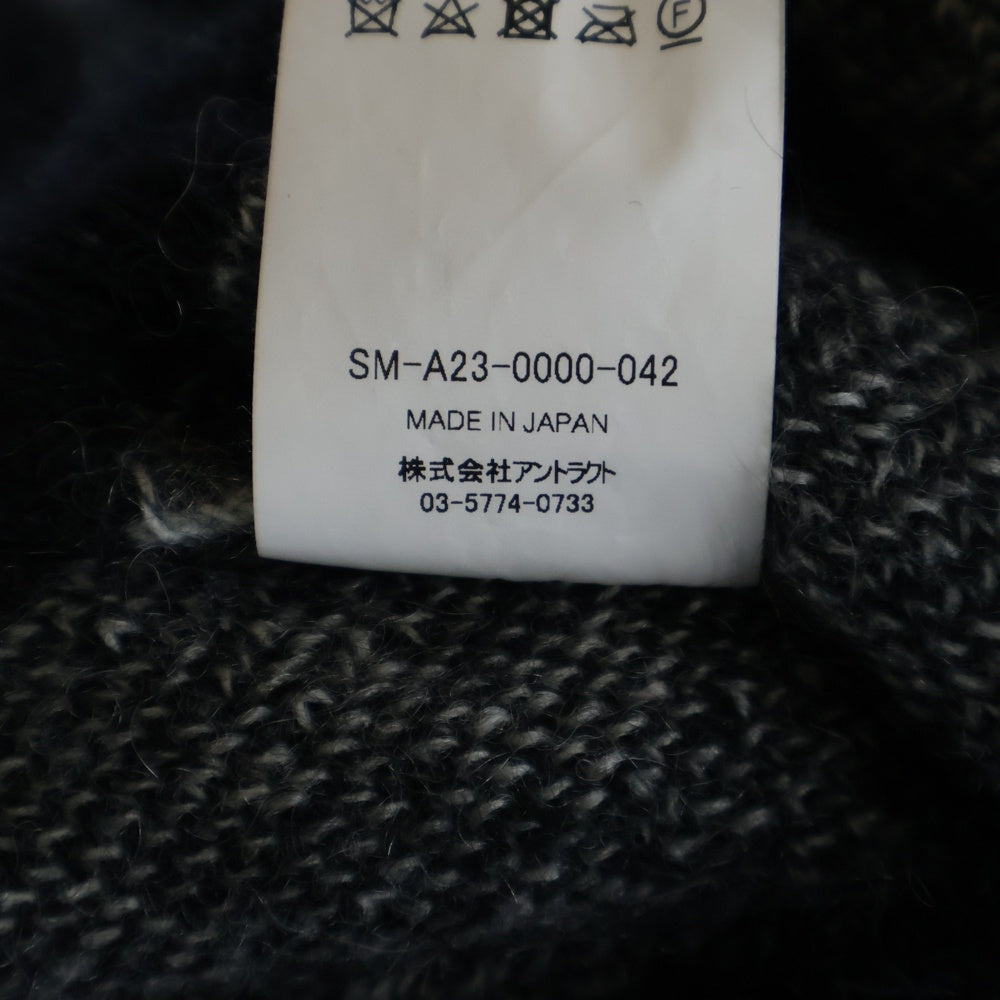 F
SM-A23-0000-042
MADE IN JAPAN
株式会社アントラクト
03-5774-0733